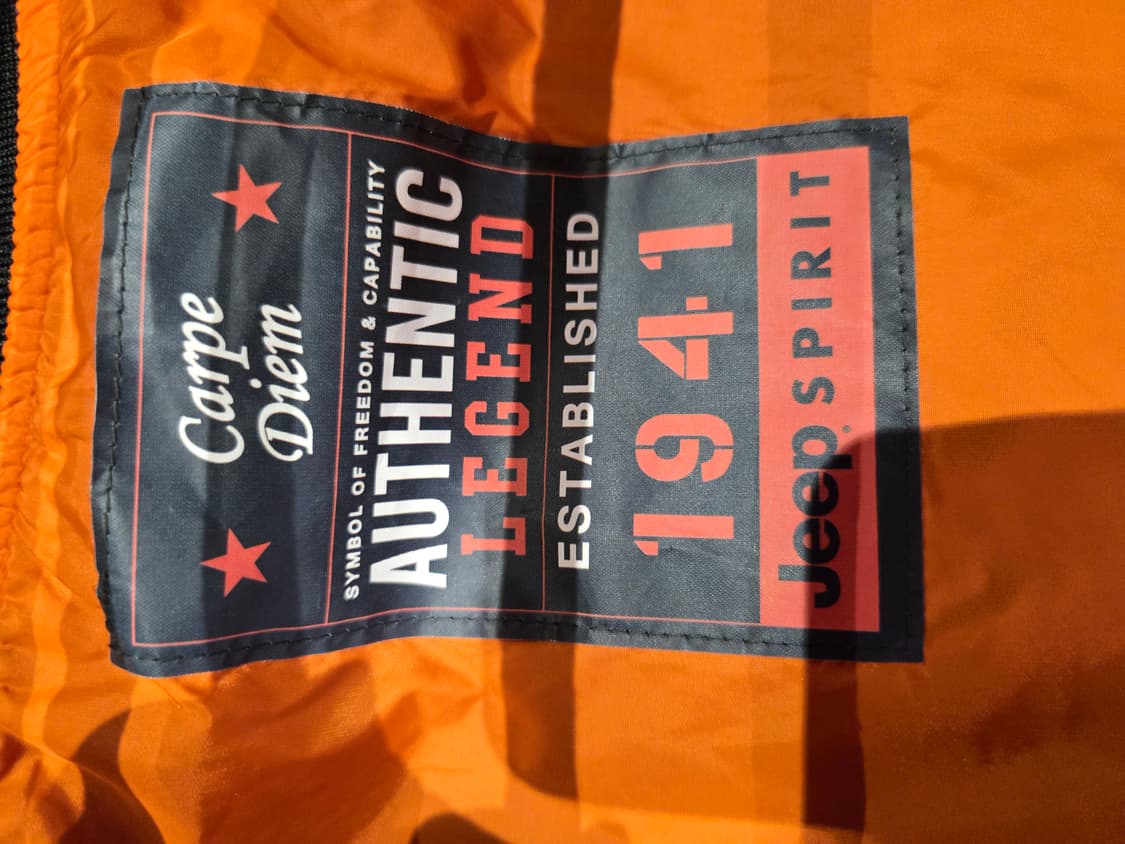 Carpe
Diem
SYMBOL OF FREEDOM & CAPABILITY
AUTHENTIC
LEGEND
ESTABLISHED
1941
Jeep® SPIRIT